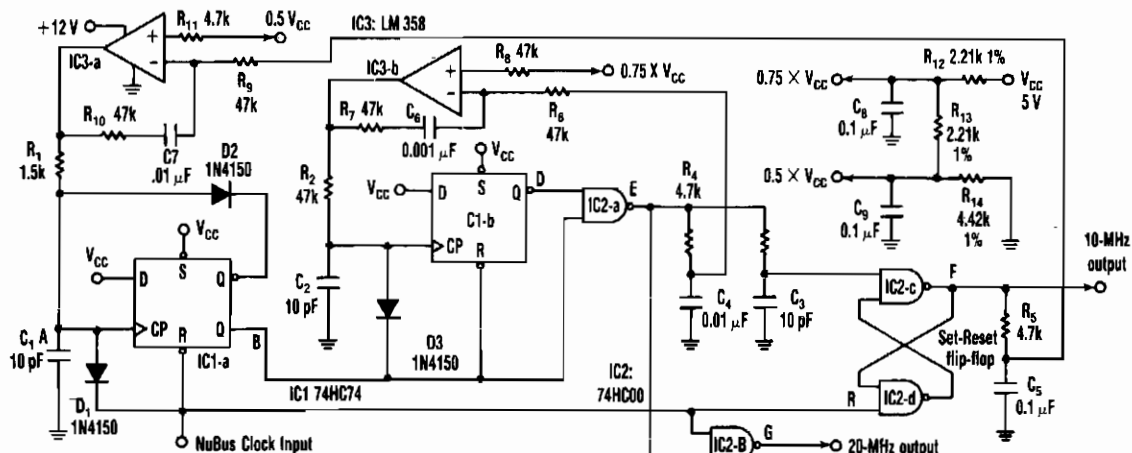 +12 V
R11 4.7k
0.5 VCC
IC3: LM 358
IC3-a
R9
47k
R10 47k
C7
.01 µF
R1
1.5k
D2
1N4150
VCC
VCC
D
S
Q
CP
R
Q
B
IC1-a
C1 A
10 pF
D1
1N4150
NuBus Clock Input
IC1 74HC74
IC3-b
R8 47k
0.75 X VCC
R6
47k
R7 47k
C6
0.001 µF
R2
47k
VCC
VCC
D
S
Q
D
C1-b
CP
R
C2
10 pF
D3
1N4150
IC2-a
E
R4
4.7k
C4
0.01 µF
C3
10 pF
IC2:
74HC00
R12 2.21k 1%
0.75 × VCC
VCC
5 V
C8
0.1 µF
R13
2.21k
1%
0.5 × VCC
C9
0.1 µF
R14
4.42k
1%
10-MHz
output
IC2-c
F
R5
4.7k
Set-Reset
flip-flop
R
IC2-d
C5
0.1 µF
IC2-B
G
20-MHz output